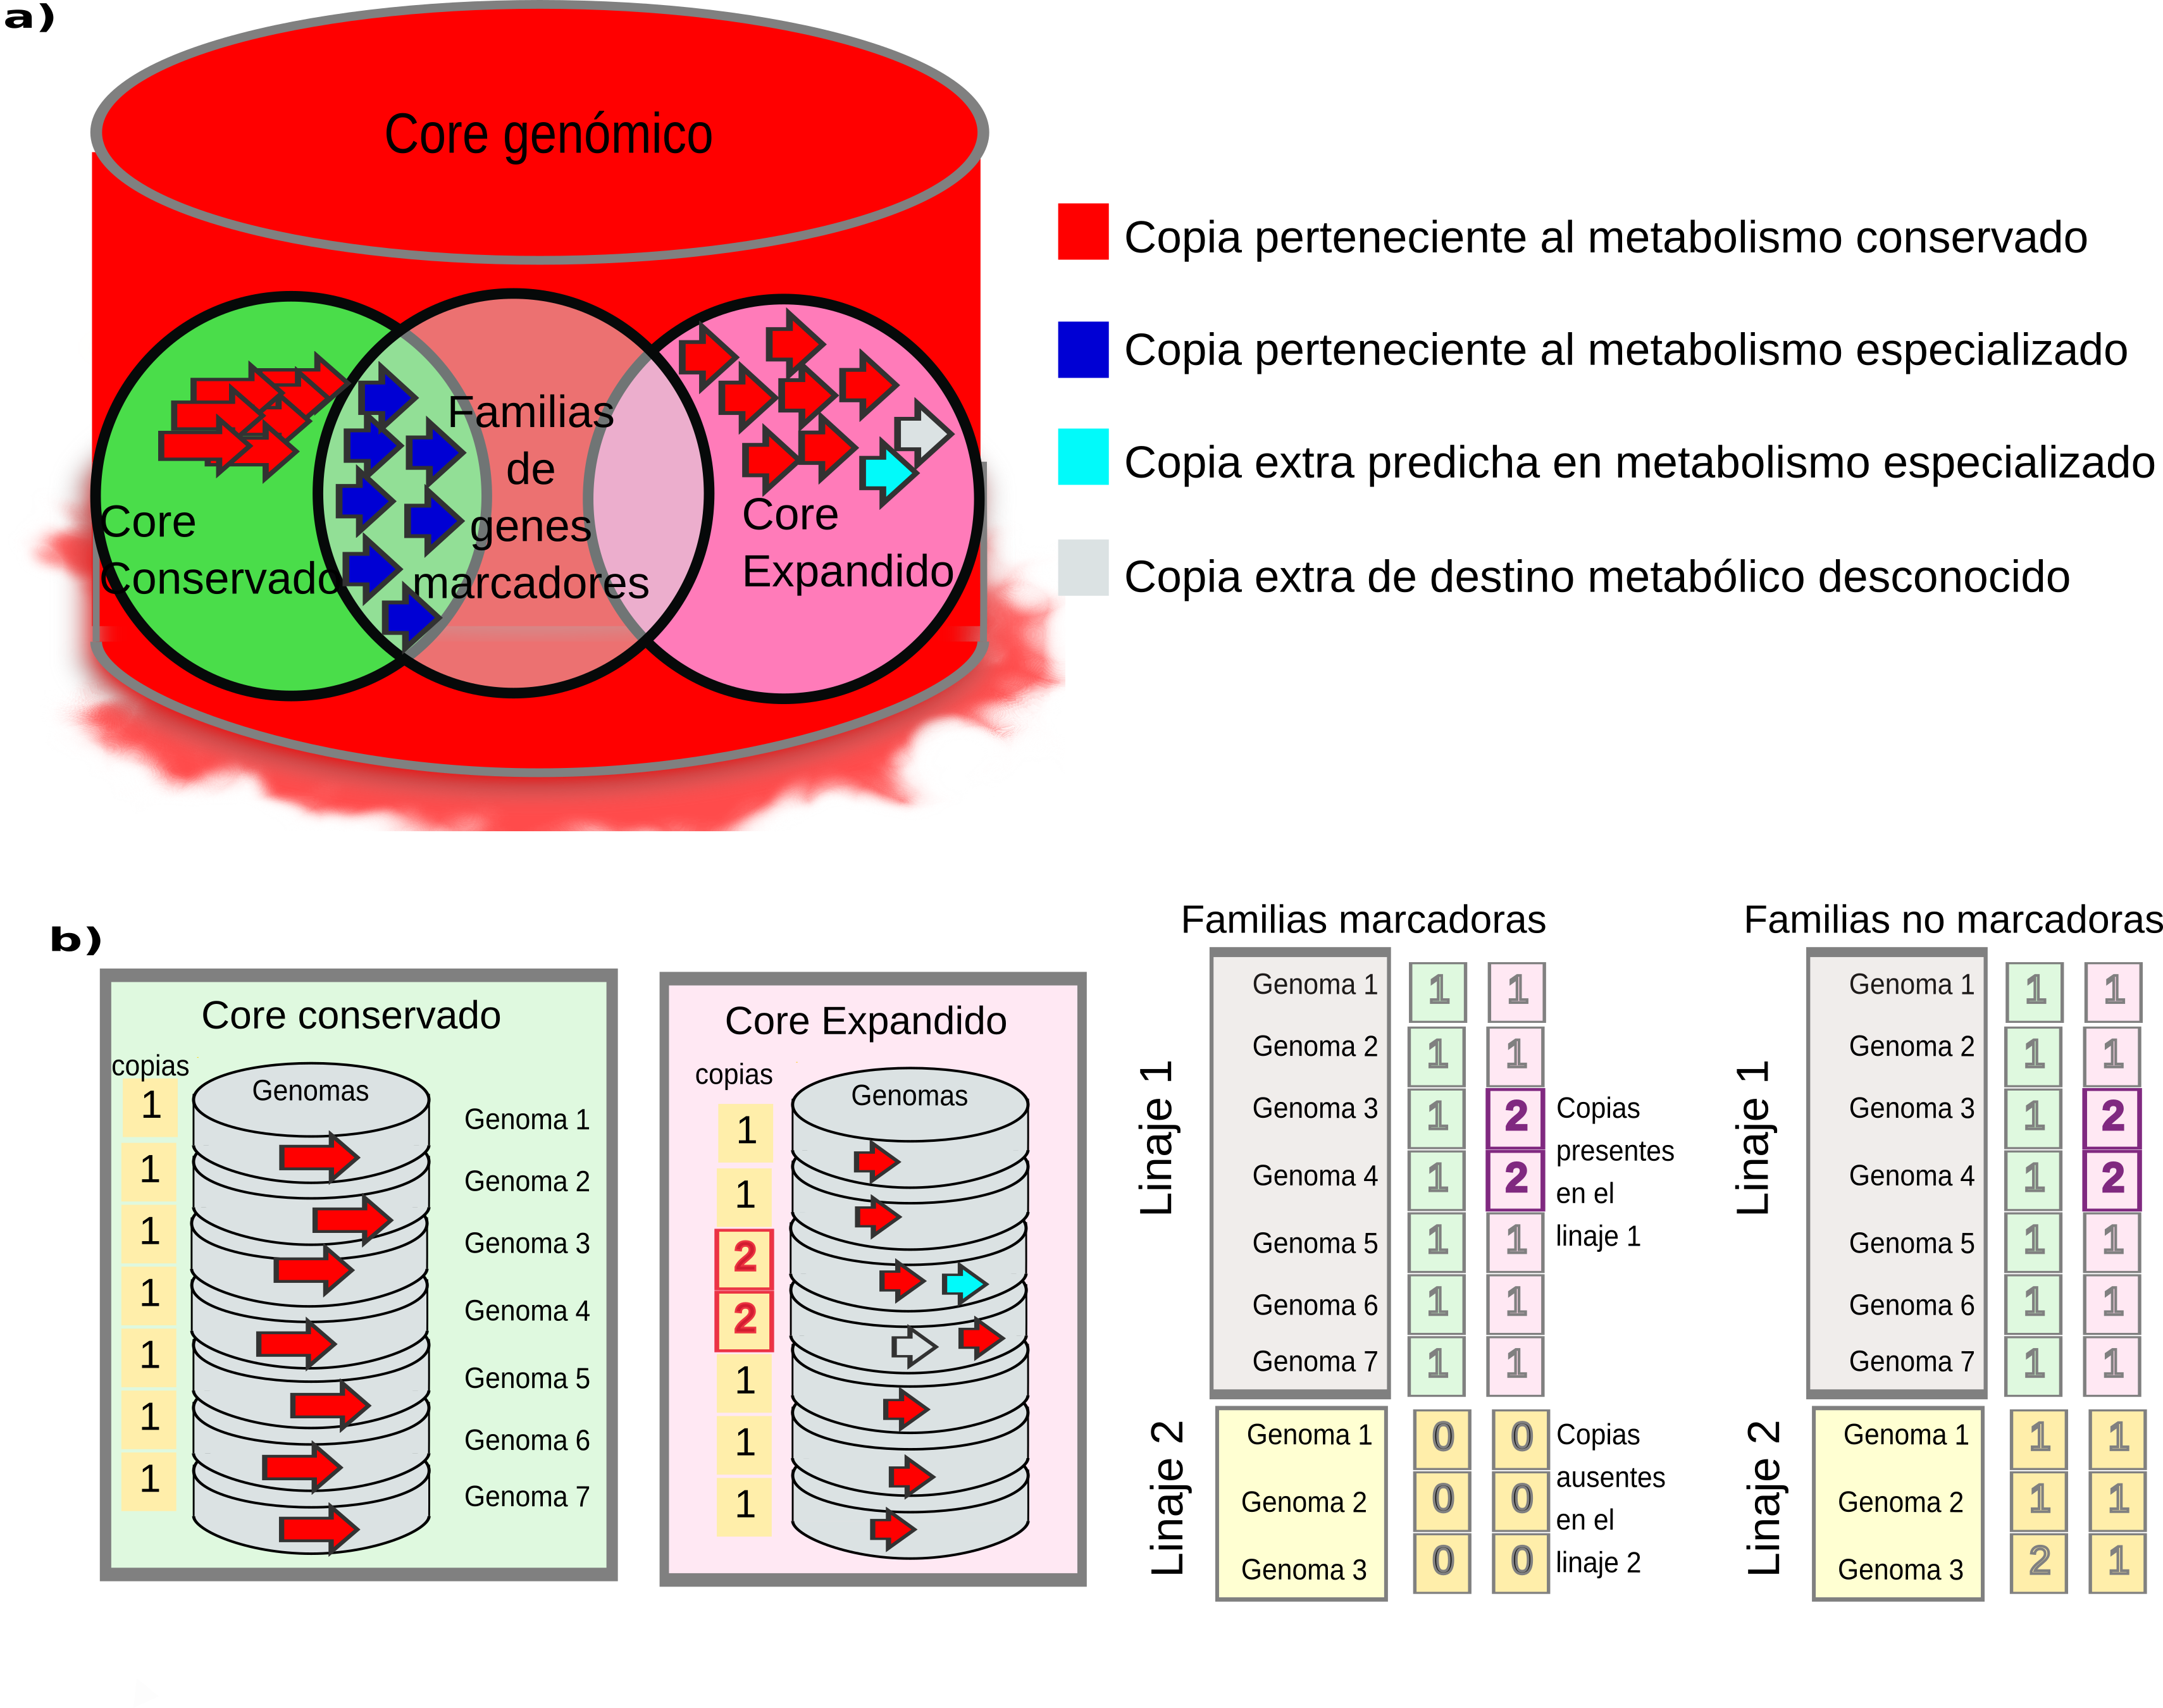 a)
Core genómico
Copia perteneciente al metabolismo conservado
Copia perteneciente al metabolismo especializado
Copia extra predicha en metabolismo especializado
Copia extra de destino metabólico desconocido
Core
Conservado
Familias
de
genes
marcadores
Core
Expandido
b)
Core conservado
copias
Genomas
1
1
1
1
1
1
1
Genoma 1
Genoma 2
Genoma 3
Genoma 4
Genoma 5
Genoma 6
Genoma 7
Core Expandido
copias
Genomas
1
1
2
2
1
1
1
Familias marcadoras
Linaje 1
Genoma 1 1 1
Genoma 2 1 1
Genoma 3 1 2
Genoma 4 1 2
Genoma 5 1 1
Genoma 6 1 1
Genoma 7 1 1
Copias
presentes
en el
linaje 1
Linaje 2
Genoma 1 0 0
Genoma 2 0 0
Genoma 3 0 0
Copias
ausentes
en el
linaje 2
Familias no marcadoras
Linaje 1
Genoma 1 1 1
Genoma 2 1 1
Genoma 3 1 2
Genoma 4 1 2
Genoma 5 1 1
Genoma 6 1 1
Genoma 7 1 1
Linaje 2
Genoma 1 1 1
Genoma 2 1 1
Genoma 3 2 1